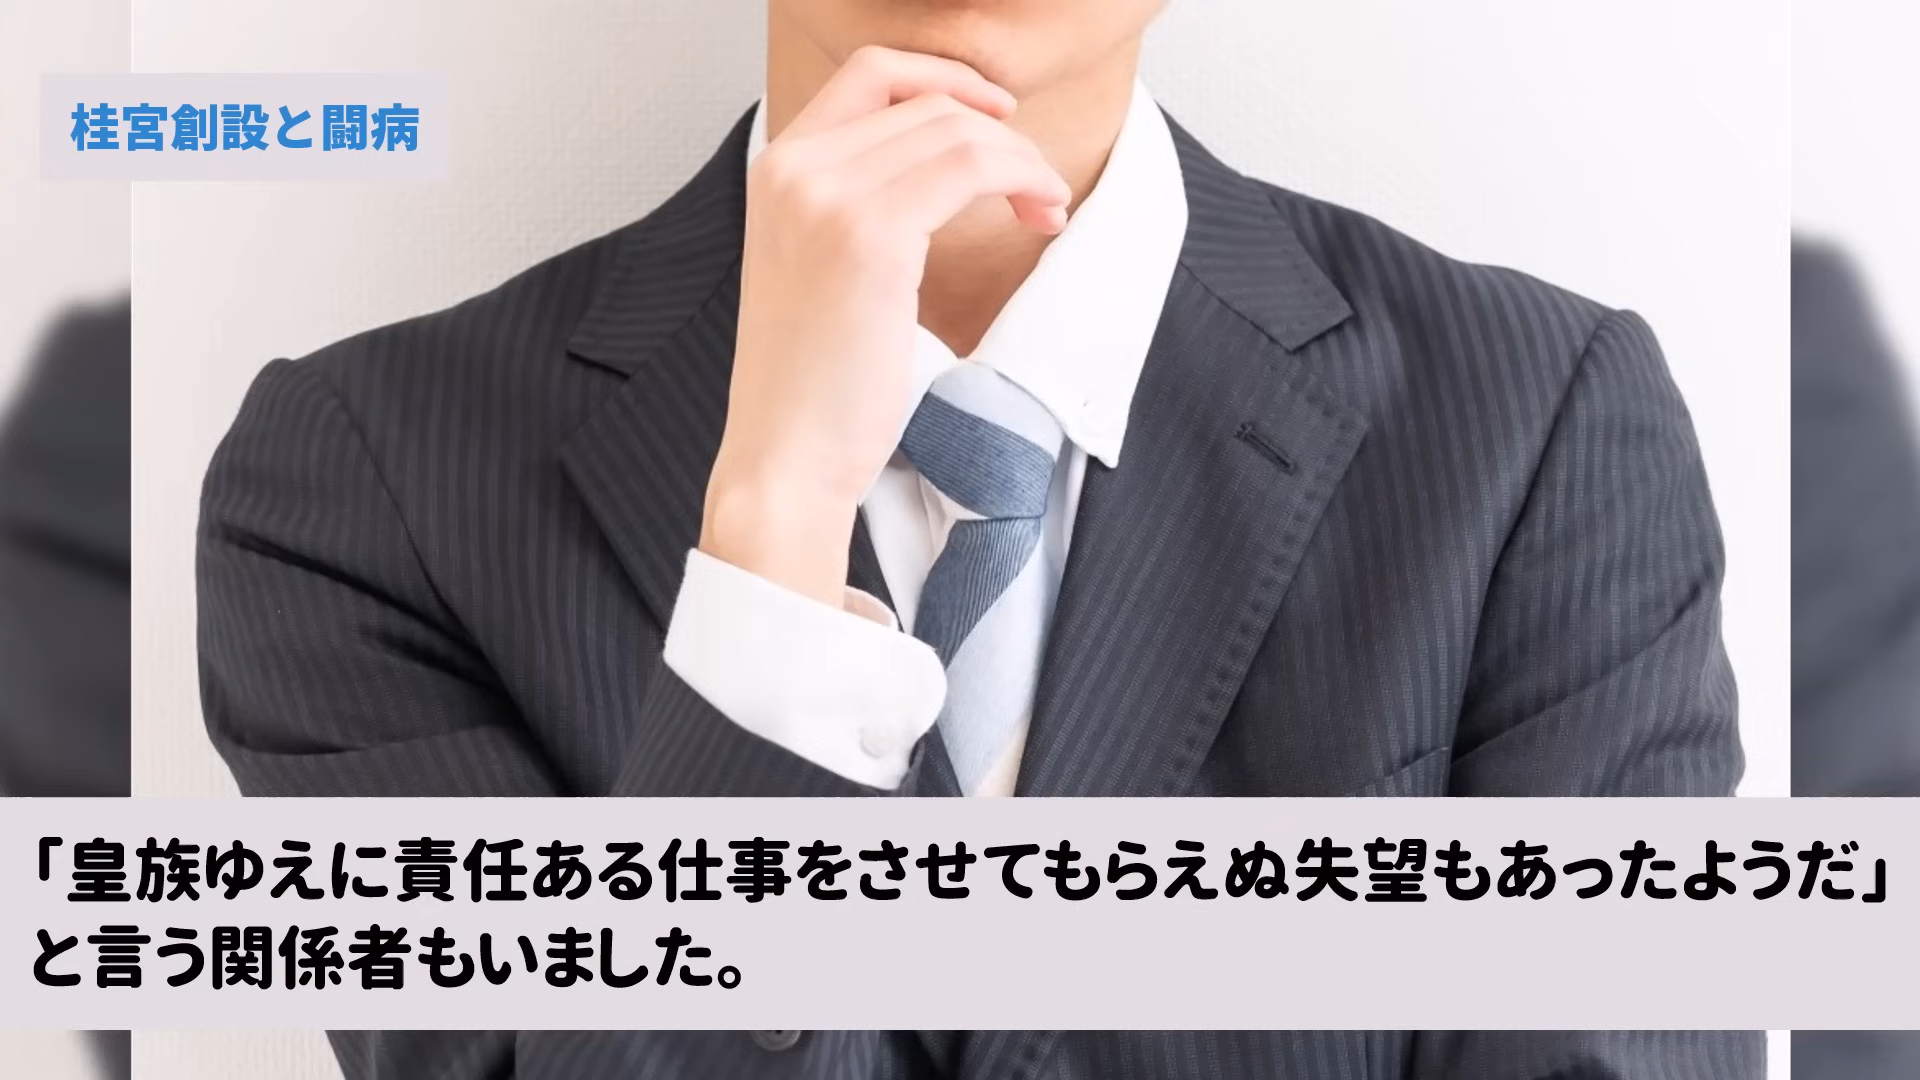 桂宮創設と闘病
「皇族ゆえに責任ある仕事をさせてもらえぬ失望もあったようだ」
と言う関係者もいました。